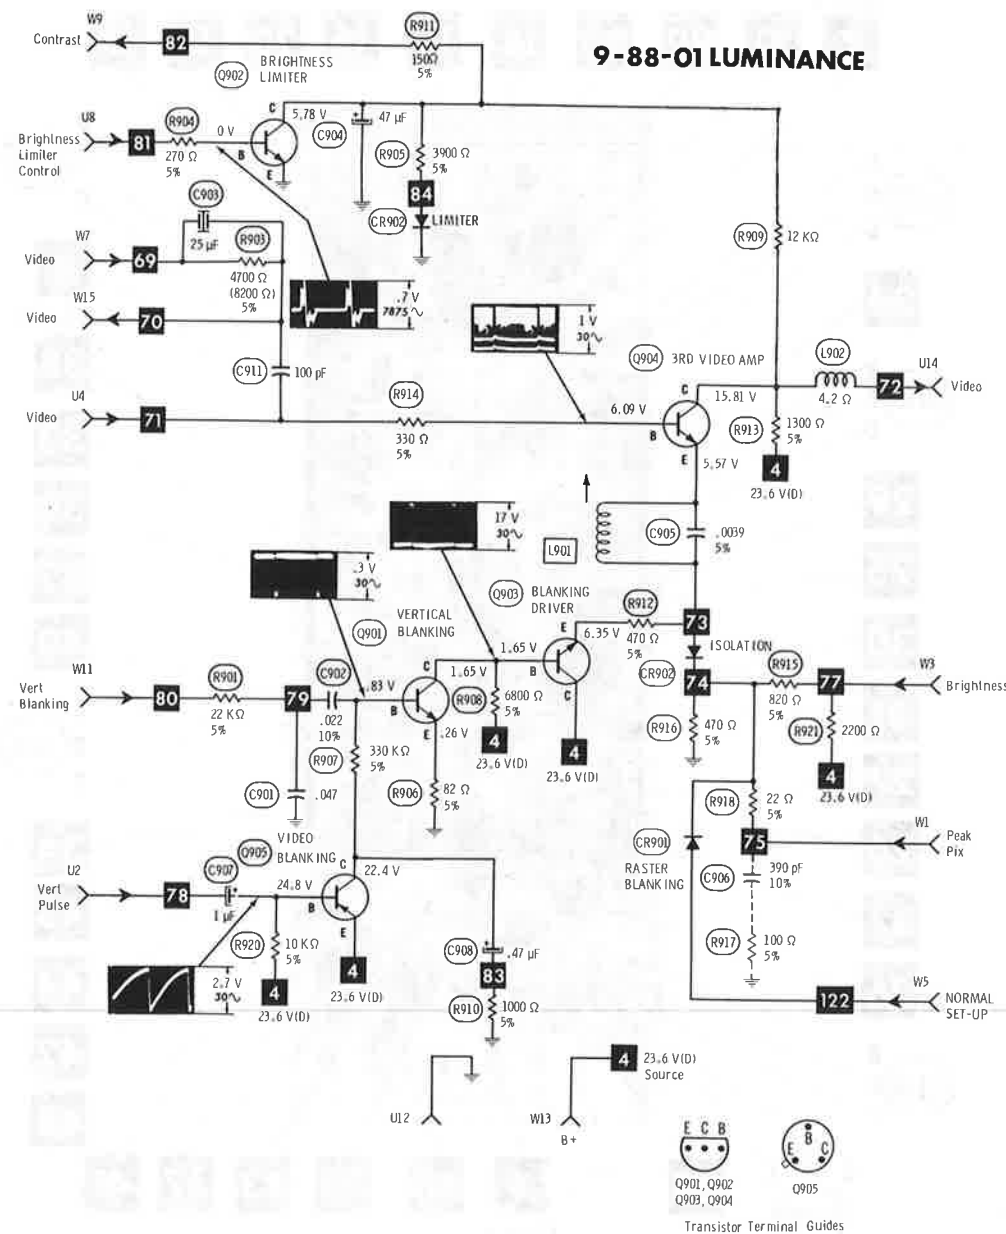 W9
Contrast
82
R911
150Ω
5%
9-88-01 LUMINANCE
Q902
BRIGHTNESS
LIMITER
C
5.78 V
C904
47 µF
U8
R904
0 V
Brightness
Limiter
Control
81
270 Ω
5%
B
E
R905
3900 Ω
5%
84
CR902
LIMITER
C903
25 µF
W7
Video
69
R903
4700 Ω
(8200 Ω)
5%
R909
12 KΩ
W15
Video
70
.7 V
7875∿
1 V
30∿
C911
100 pF
Q904
3RD VIDEO AMP
L902
U14
72
Video
4.2 Ω
U4
Video
71
R914
330 Ω
5%
6.09 V
C
15.81 V
B
E
5.57 V
R913
1300 Ω
5%
4
23.6 V(D)
17 V
30∿
L901
C905
.0039
5%
.3 V
30∿
Q901
VERTICAL
BLANKING
Q903
BLANKING
DRIVER
R912
E
6.35 V
470 Ω
5%
73
ISOLATION
CR902
74
W11
Vert
Blanking
80
R901
22 KΩ
5%
79
C902
.022
10%
.83 V
C
1.65 V
1.65 V
B
C
B
E
.26 V
R908
6800 Ω
5%
4
23.6 V(D)
4
23.6 V(D)
R915
820 Ω
5%
77
W3
Brightness
R916
470 Ω
5%
R921
2200 Ω
4
23.6 V(D)
R907
330 KΩ
5%
R906
82 Ω
5%
C901
.047
R918
22 Ω
5%
CR901
RASTER
BLANKING
75
W1
Peak
Pix
Q905
VIDEO
BLANKING
C
22.4 V
U2
Vert
Pulse
78
C907
1 µF
24.8 V
B
E
C906
390 pF
10%
R920
10 KΩ
5%
4
23.6 V(D)
4
23.6 V(D)
C908
.47 µF
83
R910
1000 Ω
5%
R917
100 Ω
5%
2.7 V
30∿
122
W5
NORMAL
SET-UP
4
23.6 V(D)
Source
U12
W13
B+
E C B
Q901, Q902
Q903, Q904
B
E
C
Q905
Transistor Terminal Guides